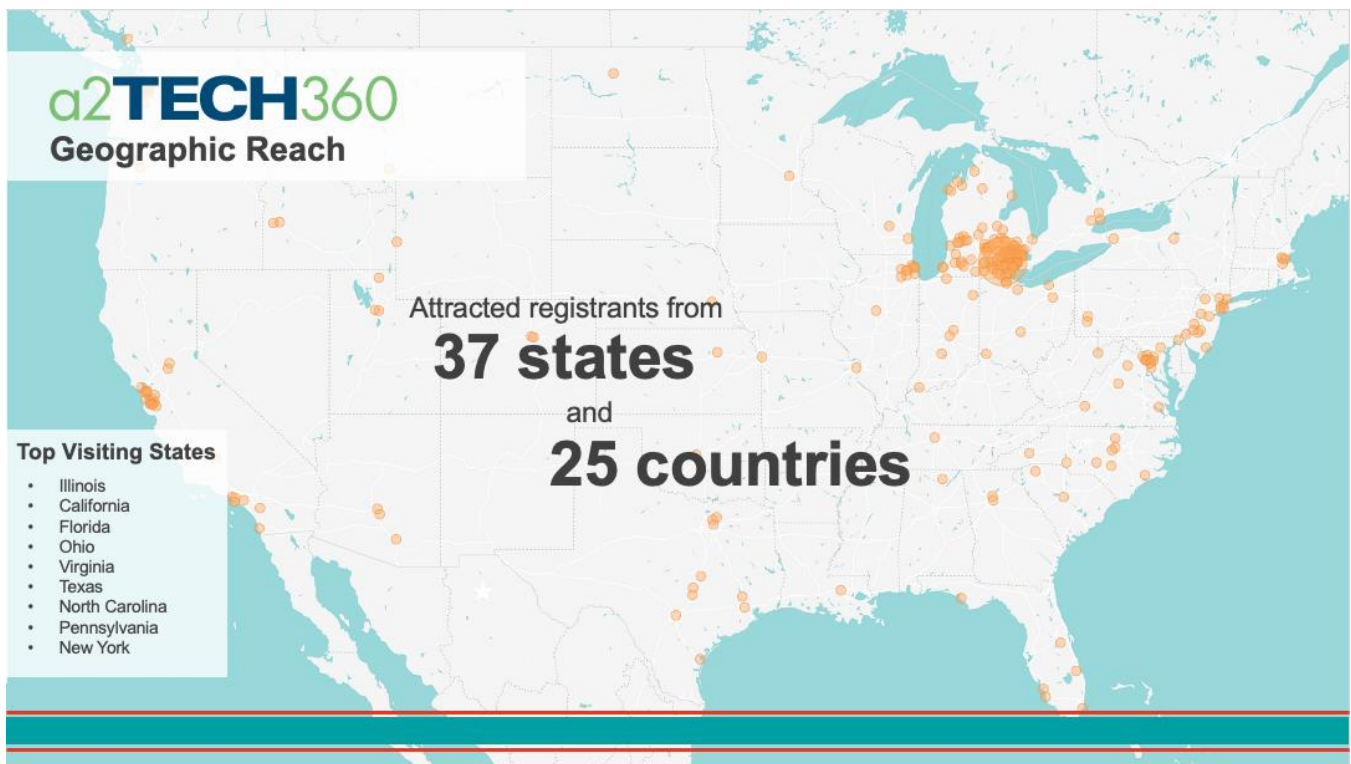 a2TECH360
Geographic Reach
Attracted registrants from
37 states
and
25 countries
Top Visiting States
• Illinois
• California
• Florida
• Ohio
• Virginia
• Texas
• North Carolina
• Pennsylvania
• New York